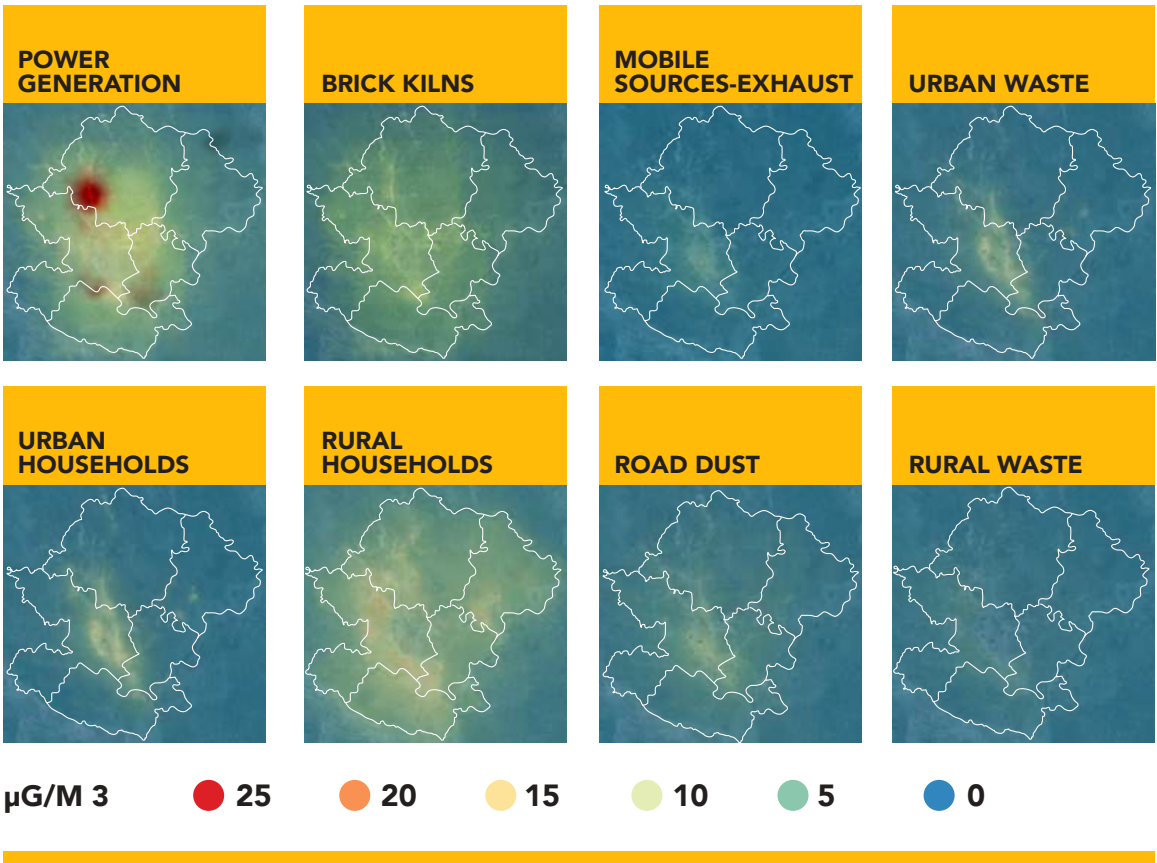 POWER
GENERATION
BRICK KILNS
MOBILE
SOURCES-EXHAUST
URBAN WASTE
URBAN
HOUSEHOLDS
RURAL
HOUSEHOLDS
ROAD DUST
RURAL WASTE
µG/M 3 25 20 15 10 5 0